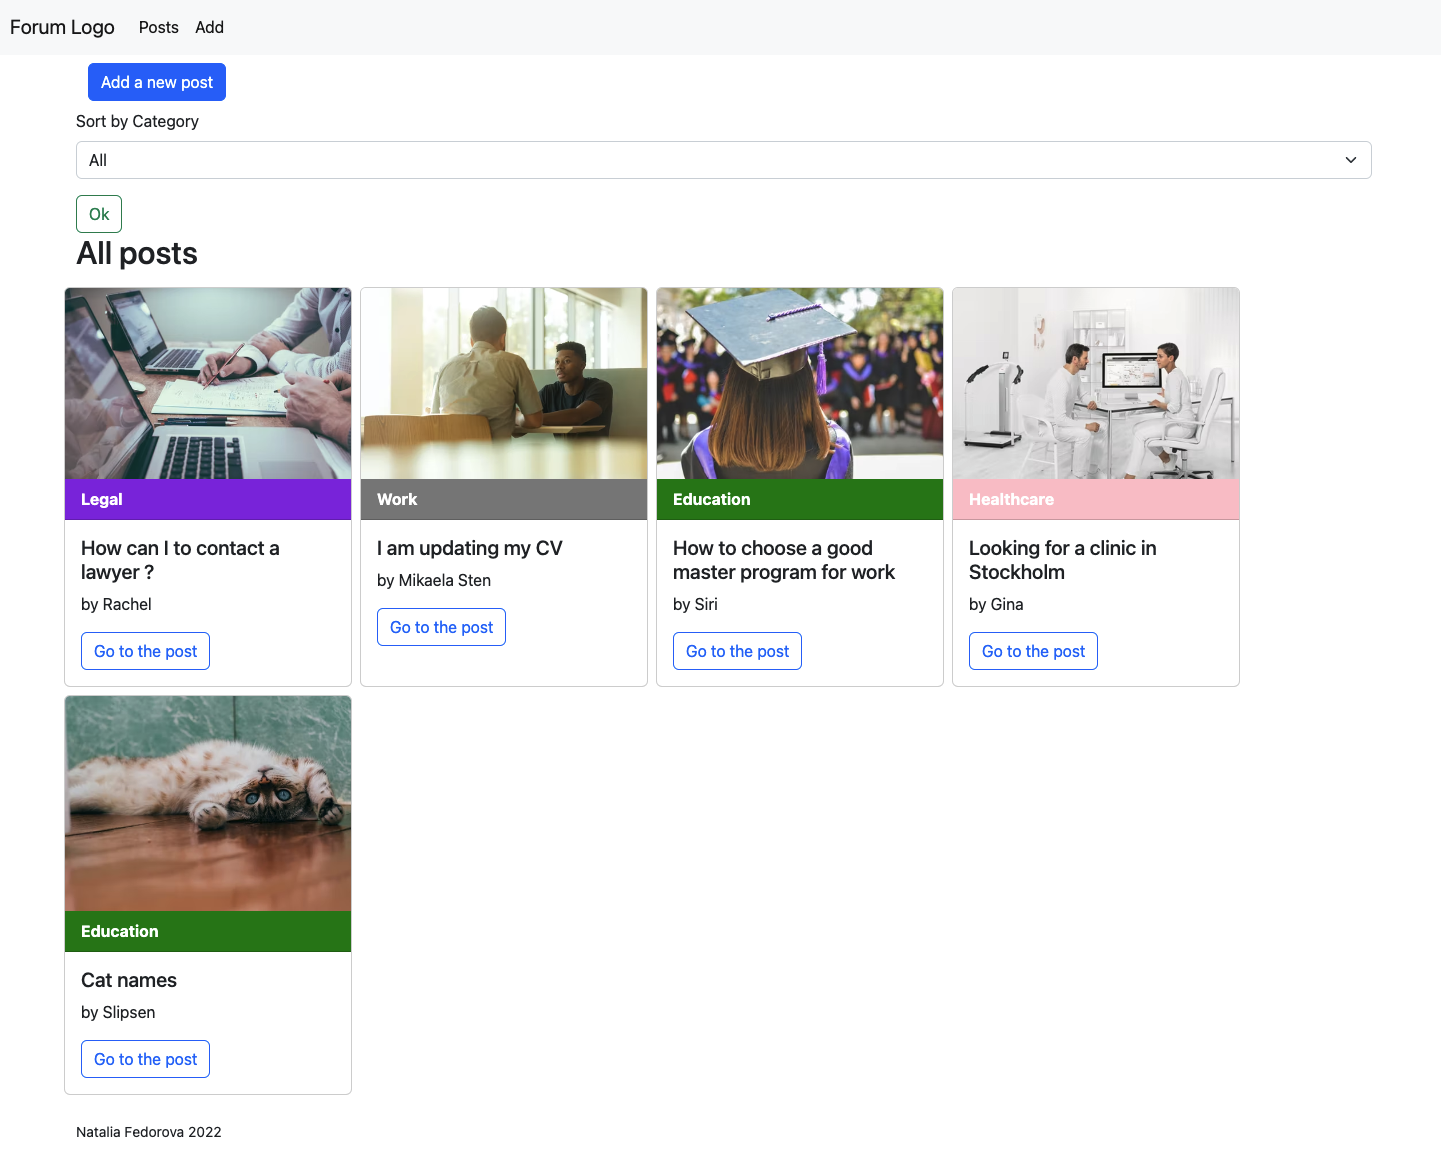 Forum Logo Posts Add
Add a new post
Sort by Category
All
Ok
All posts
Legal
How can I to contact a
lawyer ?
by Rachel
Go to the post
Work
I am updating my CV
by Mikaela Sten
Go to the post
Education
How to choose a good
master program for work
by Siri
Go to the post
Healthcare
Looking for a clinic in
Stockholm
by Gina
Go to the post
Education
Cat names
by Slipsen
Go to the post
Natalia Fedorova 2022